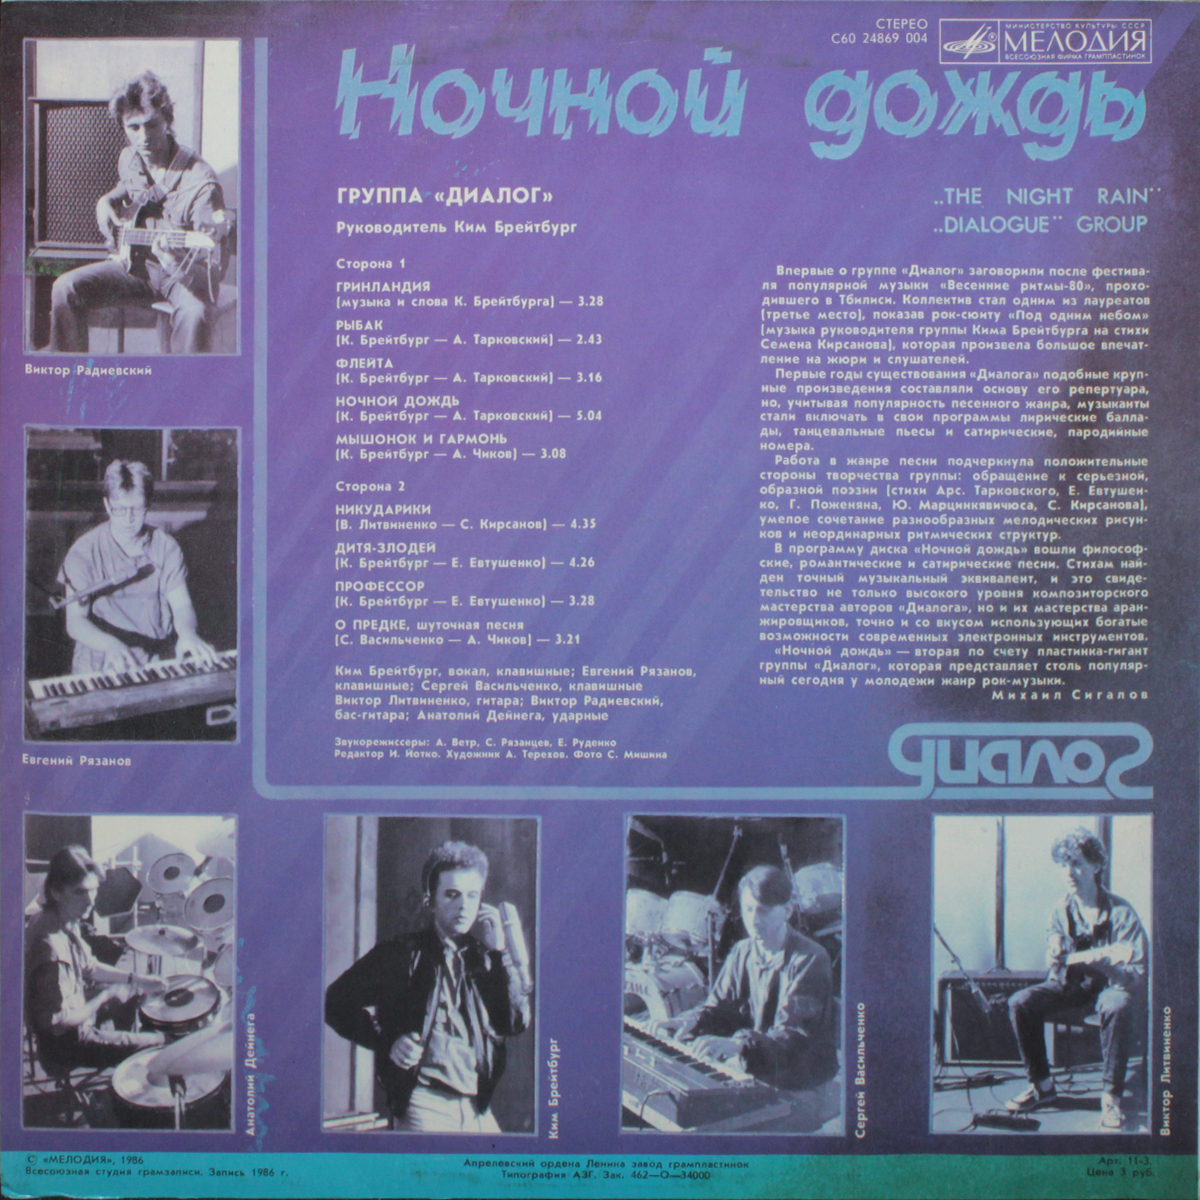 СТЕРЕО
С60 24869 004
МИНИСТЕРСТВО КУЛЬТУРЫ СССР
МЕЛОДИЯ
ВСЕСОЮЗНАЯ ФИРМА ГРАМПЛАСТИНОК
Ночной дождь
ГРУППА «ДИАЛОГ»
Руководитель Ким Брейтбург
„THE NIGHT RAIN"
„DIALOGUE" GROUP
Сторона 1
ГРИНЛАНДИЯ
(музыка и слова К. Брейтбурга) — 3.28
РЫБАК
(К. Брейтбург — А. Тарковский) — 2.43
ФЛЕЙТА
(К. Брейтбург — А. Тарковский) — 3.16
НОЧНОЙ ДОЖДЬ
(К. Брейтбург — А. Тарковский) — 5.04
МЫШОНОК И ГАРМОНЬ
(К. Брейтбург — А. Чиков) — 3.08
Сторона 2
НИКУДАРИКИ
(В. Литвиненко — С. Кирсанов) — 4.35
ДИТЯ-ЗЛОДЕЙ
(К. Брейтбург — Е. Евтушенко) — 4.26
ПРОФЕССОР
(К. Брейтбург — Е. Евтушенко) — 3.28
О ПРЕДКЕ, шуточная песня
(С. Васильченко — А. Чиков) — 3.21
Ким Брейтбург, вокал, клавишные; Евгений Рязанов,
клавишные; Сергей Васильченко, клавишные
Виктор Литвиненко, гитара; Виктор Радиевский,
бас-гитара; Анатолий Дейнега, ударные
Звукорежиссеры: А. Ветр, С. Рязанцев, Е. Руденко
Редактор И. Йотко. Художник А. Терехов. Фото С. Мишина
Впервые о группе «Диалог» заговорили после фестива-
ля популярной музыки «Весенние ритмы-80», прохо-
дившего в Тбилиси. Коллектив стал одним из лауреатов
(третье место), показав рок-сюиту «Под одним небом»
(музыка руководителя группы Кима Брейтбурга на стихи
Семена Кирсанова), которая произвела большое впечат-
ление на жюри и слушателей.
Первые годы существования «Диалога» подобные круп-
ные произведения составляли основу его репертуара,
но, учитывая популярность песенного жанра, музыканты
стали включать в свои программы лирические балла-
ды, танцевальные пьесы и сатирические, пародийные
номера.
Работа в жанре песни подчеркнула положительные
стороны творчества группы: обращение к серьезной,
образной поэзии (стихи Арс. Тарковского, Е. Евтушен-
ко, Г. Поженяна, Ю. Марцинкявичюса, С. Кирсанова),
умелое сочетание разнообразных мелодических рисун-
ков и неординарных ритмических структур.
В программу диска «Ночной дождь» вошли философ-
ские, романтические и сатирические песни. Стихам най-
ден точный музыкальный эквивалент, и это свиде-
тельство не только высокого уровня композиторского
мастерства авторов «Диалога», но и их мастерства аран-
жировщиков, точно и со вкусом использующих богатые
возможности современных электронных инструментов.
«Ночной дождь» — вторая по счету пластинка-гигант
группы «Диалог», которая представляет столь популяр-
ный сегодня у молодежи жанр рок-музыки.
Михаил Сигалов
диалог
Виктор Радиевский
Евгений Рязанов
Анатолий Дейнега
Ким Брейтбург
Сергей Васильченко
Виктор Литвиненко
© «МЕЛОДИЯ», 1986
Всесоюзная студия грамзаписи. Запись 1986 г.
Апрелевский ордена Ленина завод грампластинок
Типография АЗГ. Зак. 462—О—34000
Арт. 11-3.
Цена 3 руб.